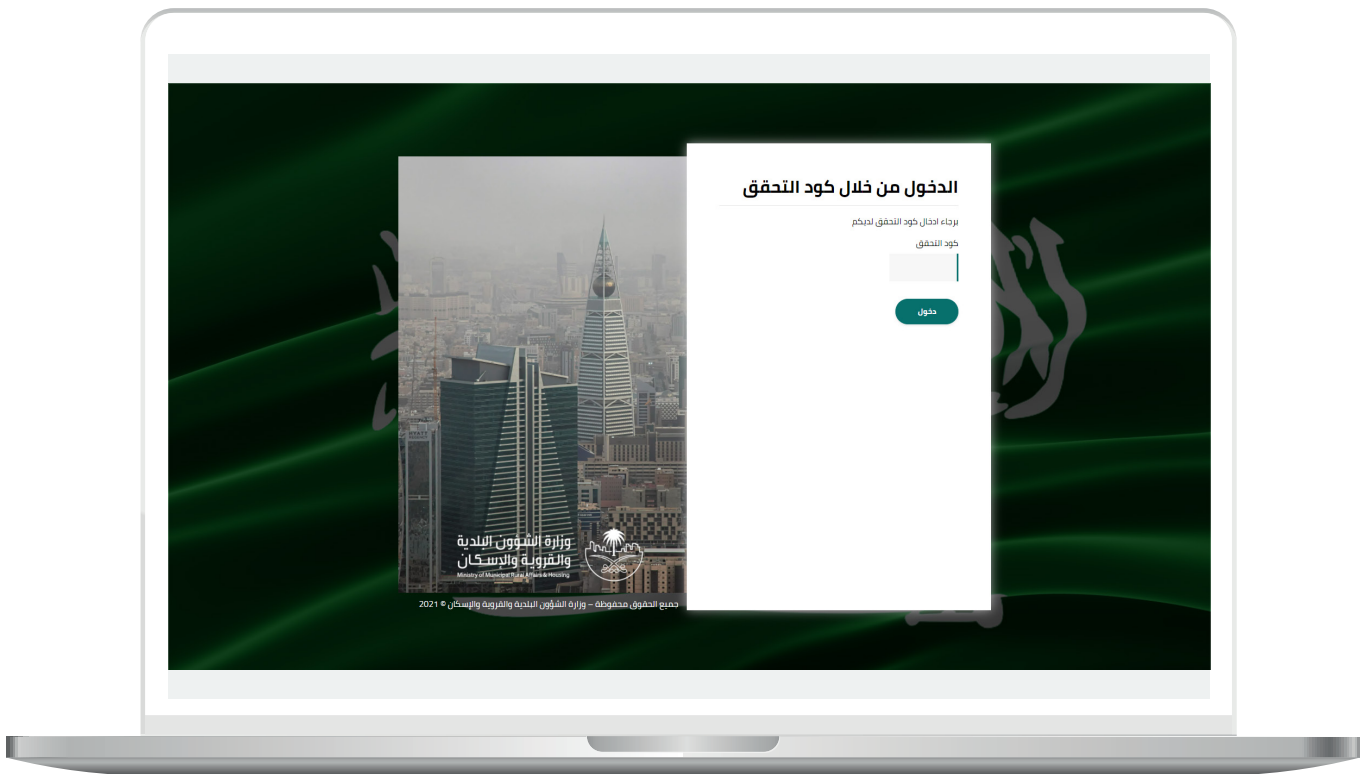 الدخول من خلال كود التحقق
برجاء ادخال كود التحقق لديكم
كود التحقق
دخول
وزارة الشؤون البلدية
والقروية والإسكان
Ministry of Municipal Rural Affairs & Housing
جميع الحقوق محفوظة – وزارة الشؤون البلدية والقروية والإسكان © 2021